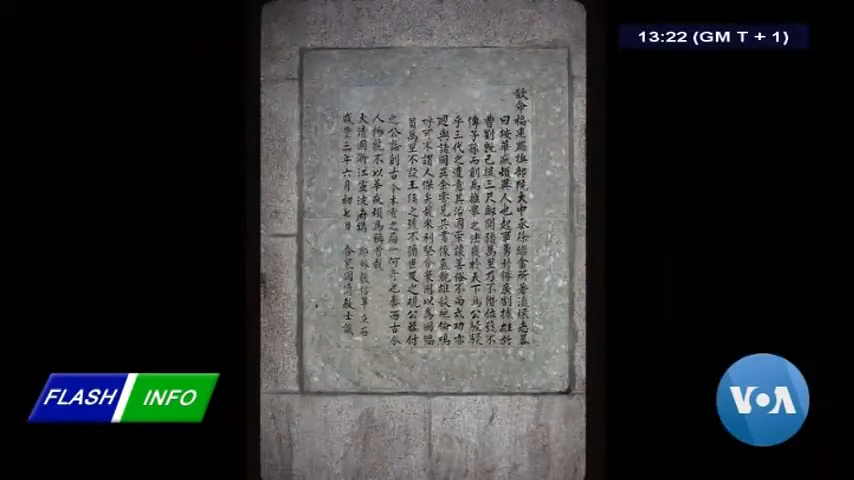 13:22 (GM T + 1)
欽命福建巡撫部院大中丞徐繼畬所著瀛環志畧
曰按華盛頓異人也起事勇於勝廣割據雄於
曹劉既已提三尺劍開疆萬里乃不僭位號不
傳子孫而創為推舉之法幾於天下為公駸駸
乎三代之遺意其治國崇讓善俗不尚武功亦
迥與諸國異余嘗見其畫像氣貌雄毅絕倫嗚
呼可不謂人傑矣哉米利堅合眾國以為國幅
員萬里不設王侯之號不循世及之規公器付
之公論創古今未有之局一何奇也泰西古今
人物能不以華盛頓為稱首哉
大清國浙江寧波府鐫 耶穌教信輩立石
咸豐三年六月初七日 合眾國傳教士識
FLASH INFO
VOA